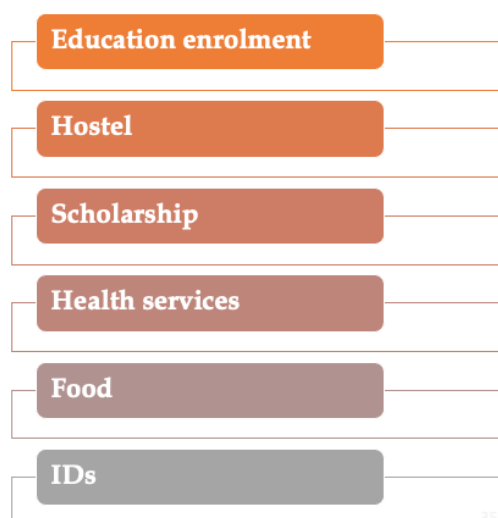 Education enrolment
Hostel
Scholarship
Health services
Food
IDs